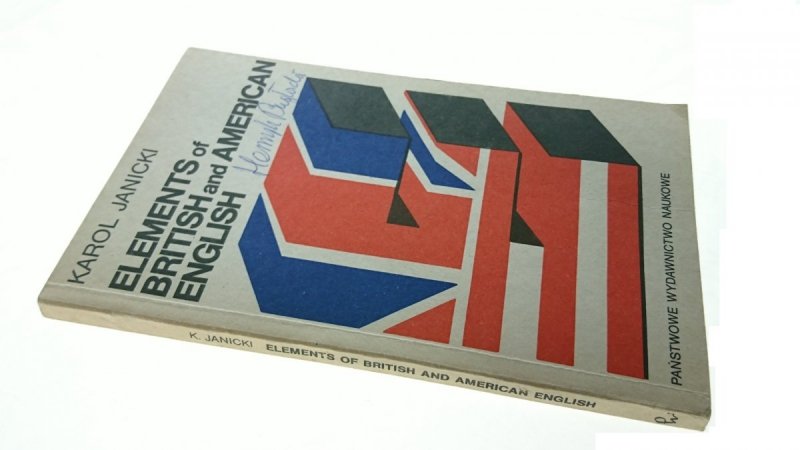 KAROL JANICKI
ELEMENTS of
BRITISH and AMERICAN
ENGLISH
PAŃSTWOWE WYDAWNICTWO NAUKOWE
K. JANICKI ELEMENTS OF BRITISH AND AMERICAN ENGLISH